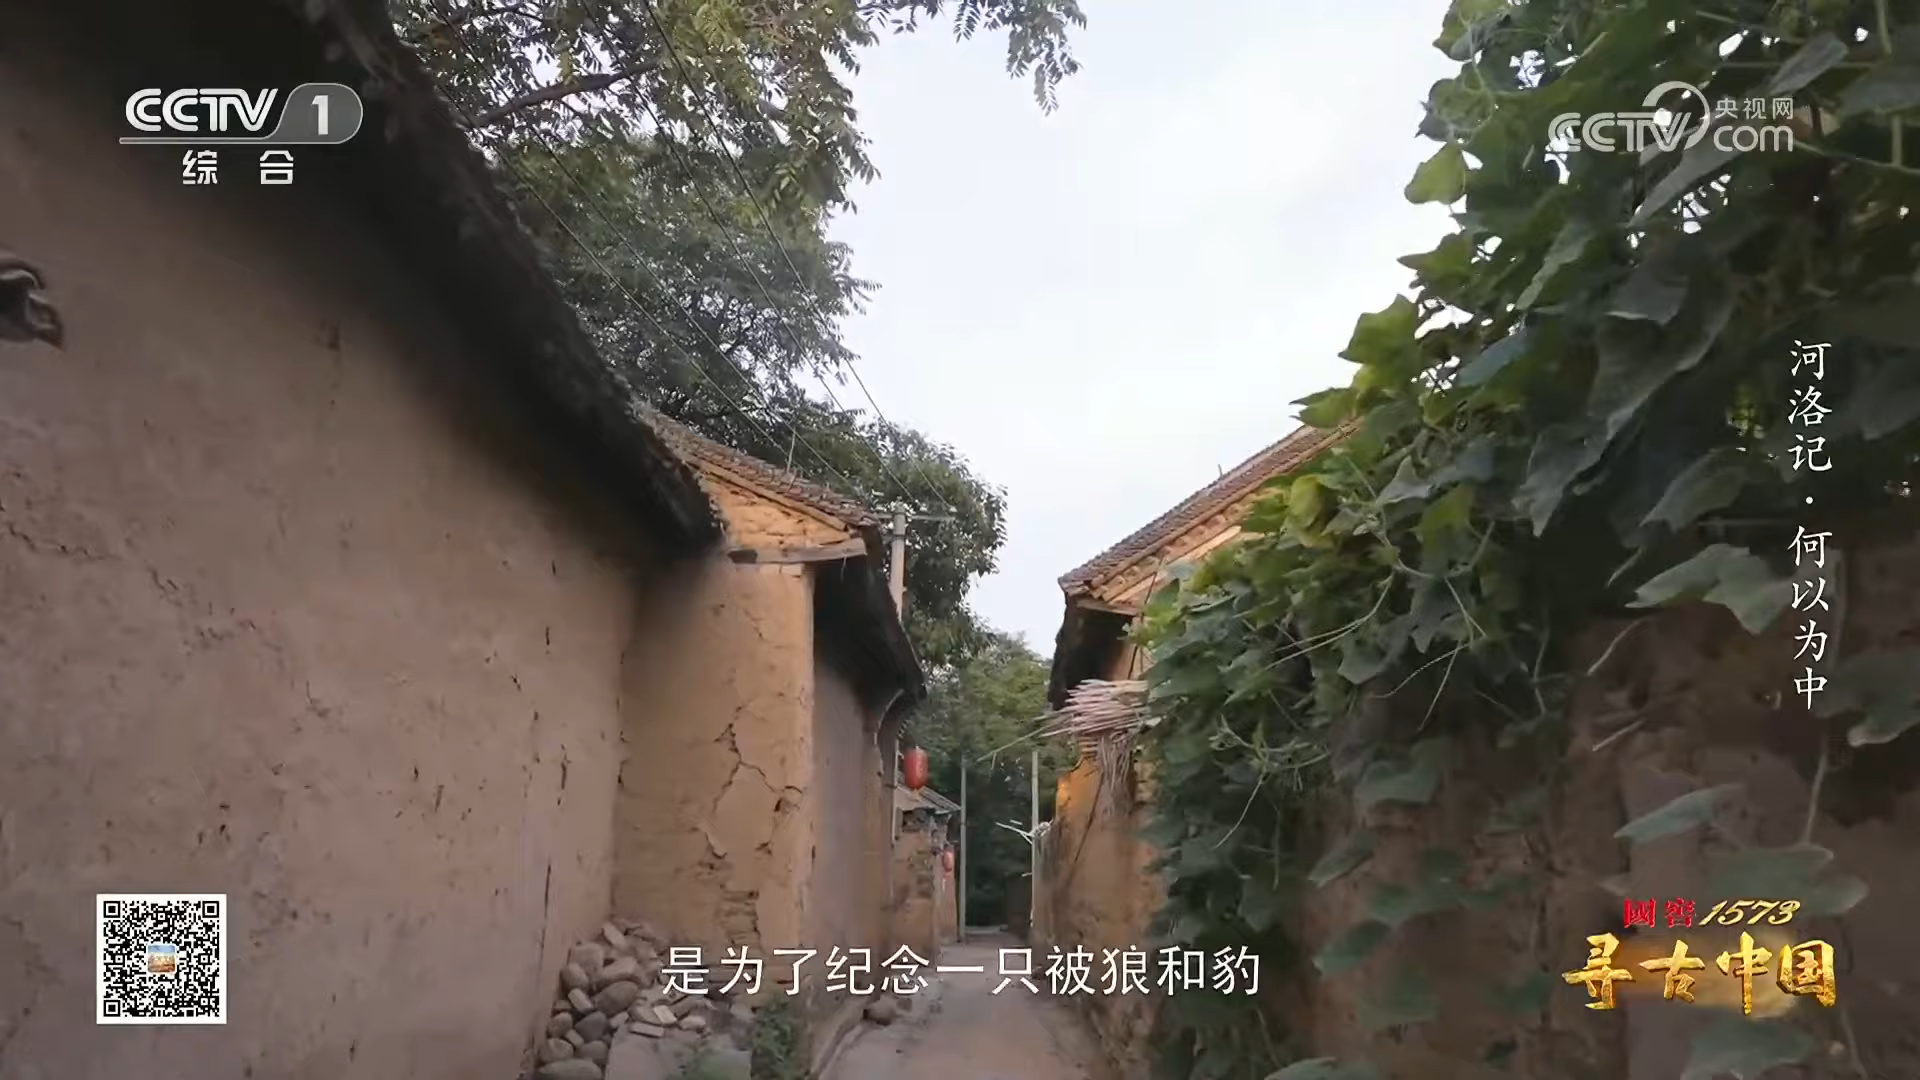 CCTV 1
综合
CCTV 央视网
com
河洛记·何以为中
國窖1573
寻古中国
是为了纪念一只被狼和豹